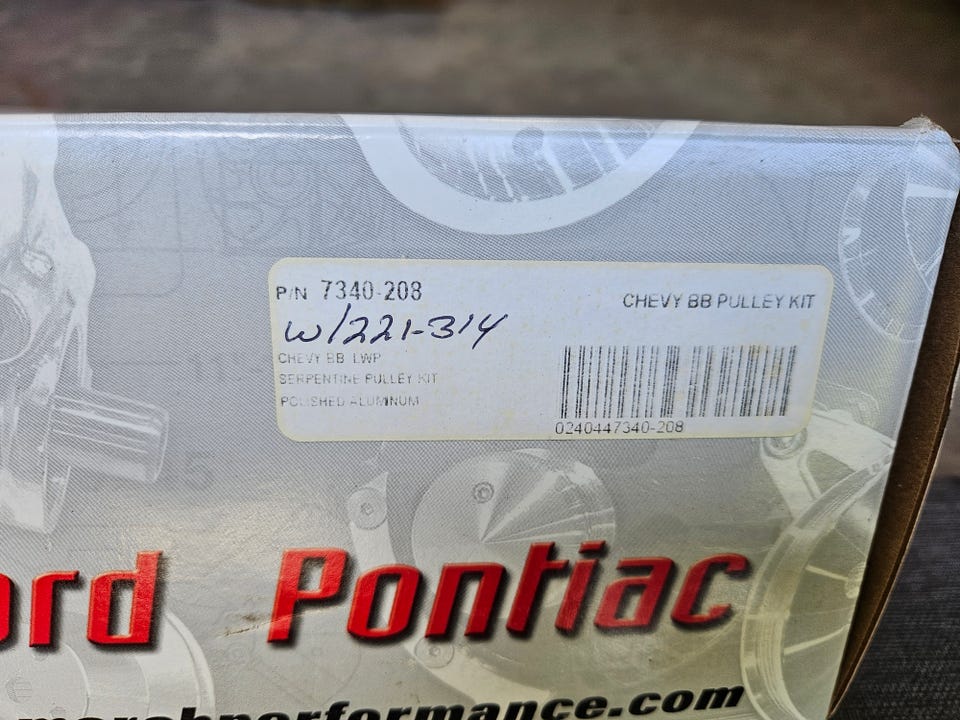 P/N 7340-208
CHEVY BB PULLEY KIT
W/221-314
CHEVY BB LWP
SERPENTINE PULLEY KIT
POLISHED ALUMINUM
0240447340-208
ord Pontiac
marchperformance.com